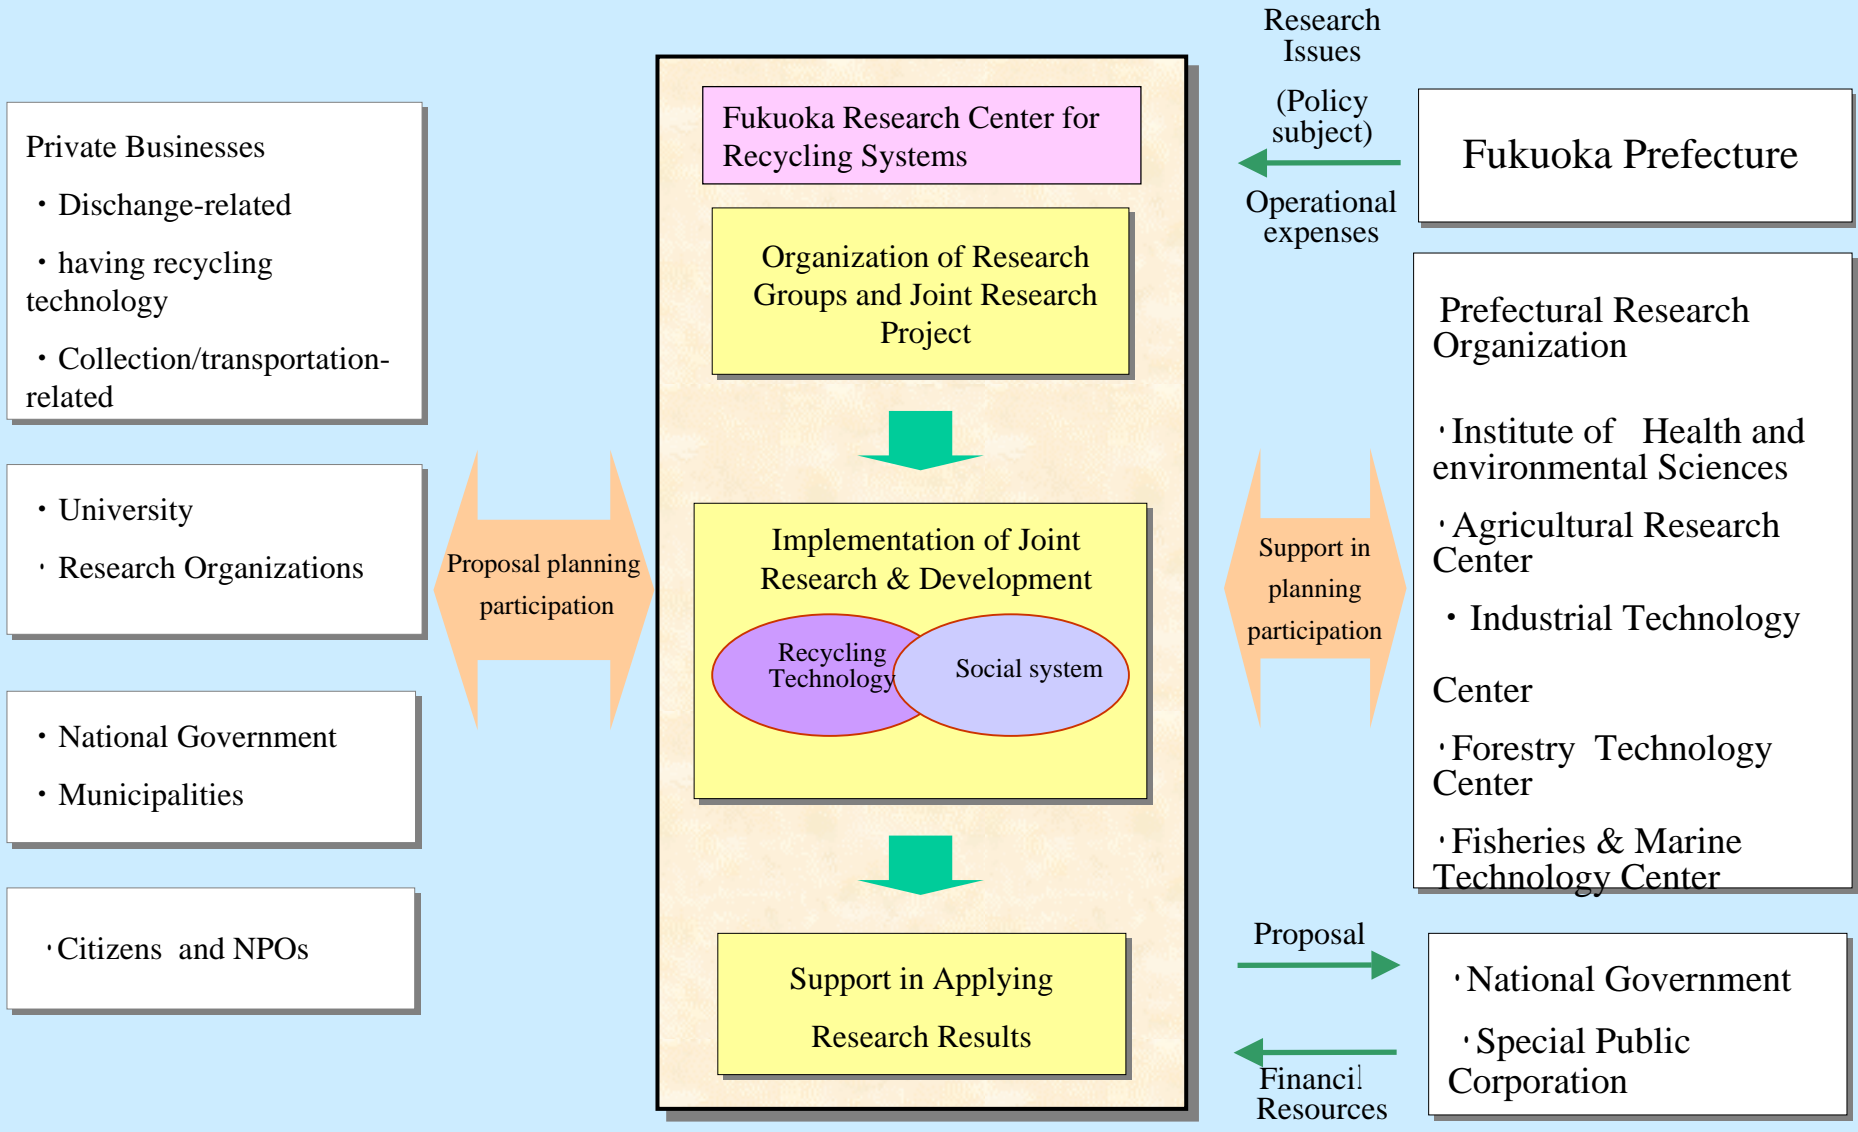 Private Businesses
・Dischange-related
・having recycling
technology
・Collection/transportation-
related
・University
・Research Organizations
・National Government
・Municipalities
・Citizens and NPOs
Proposal planning
participation
Fukuoka Research Center for
Recycling Systems
Organization of Research
Groups and Joint Research
Project
Implementation of Joint
Research & Development
Recycling
Technology
Social system
Support in Applying
Research Results
Research
Issues
(Policy
subject)
Operational
expenses
Support in
planning
participation
Proposal
Financil
Resources
Fukuoka Prefecture
Prefectural Research
Organization
・Institute of Health and
environmental Sciences
・Agricultural Research
Center
・Industrial Technology
Center
・Forestry Technology
Center
・Fisheries & Marine
Technology Center
・National Government
・Special Public
Corporation